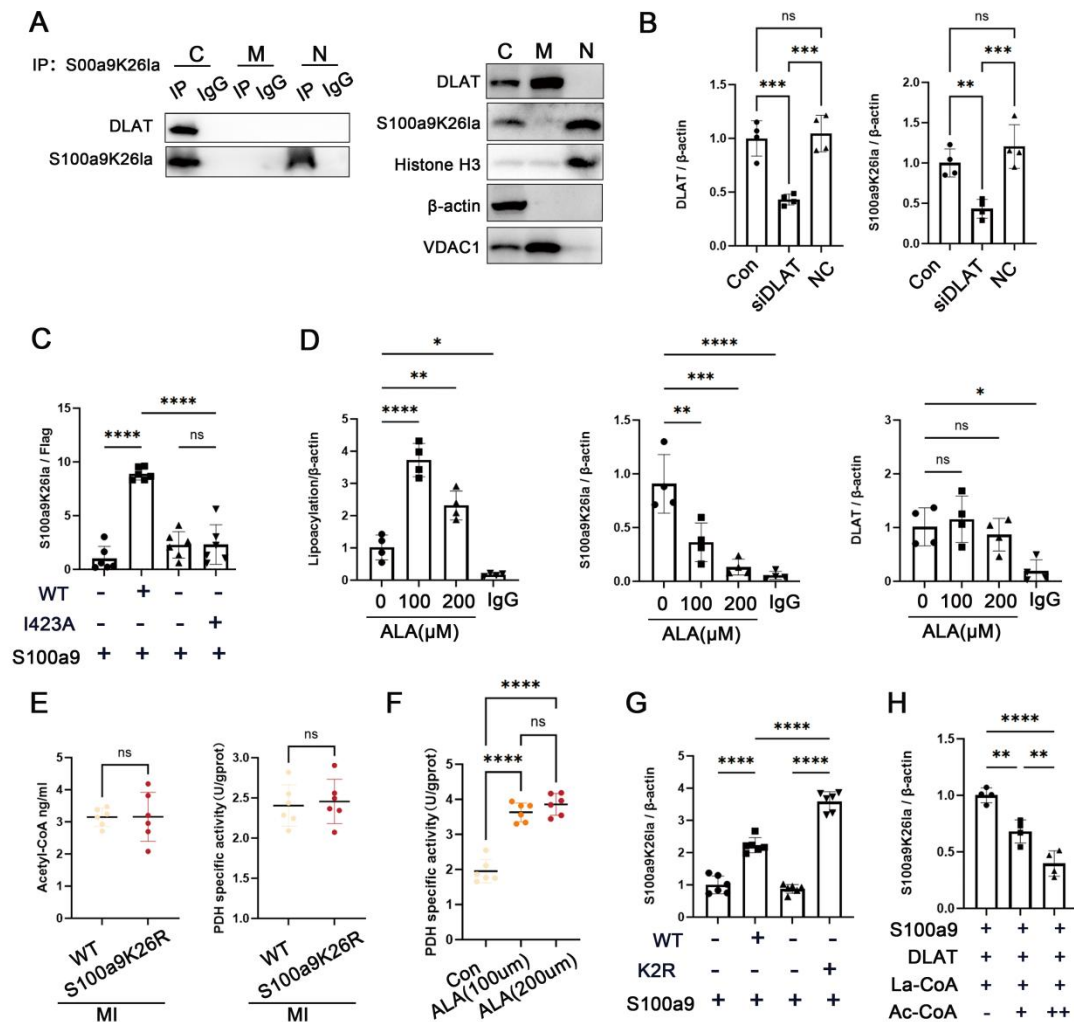 A
IP: S00a9K26la
C M N
IP IgG IP IgG IP IgG
DLAT
S100a9K26la
C M N
DLAT
S100a9K26la
Histone H3
β-actin
VDAC1
B
DLAT / β-actin
1.5
1.0
0.5
0.0
ns
***
***
Con
siDLAT
NC
S100a9K26la / β-actin
2.0
1.5
1.0
0.5
0.0
ns
***
**
Con
siDLAT
NC
C
S100a9K26la / Flag
15
10
5
0
****
****
ns
WT - + - -
I423A - - - +
S100a9 + + + +
D
Lipoacylation/β-actin
5
4
3
2
1
0
*
**
****
0 100 200 IgG
ALA(μM)
S100a9K26la / β-actin
1.5
1.0
0.5
0.0
****
***
**
0 100 200 IgG
ALA(μM)
DLAT / β-actin
3
2
1
0
*
ns
ns
0 100 200 IgG
ALA(μM)
E
Acetyl-CoA ng/ml
5
4
3
2
1
0
ns
WT
S100a9K26R
MI
PDH specific activity (U/gprot)
3.0
2.5
2.0
1.5
1.0
ns
WT
S100a9K26R
MI
F
PDH specific activity (U/gprot)
5
4
3
2
1
0
****
ns
****
Con
ALA(100um)
ALA(200um)
G
S100a9K26la / β-actin
5
4
3
2
1
0
****
****
****
WT - + - -
K2R - - - +
S100a9 + + + +
H
S100a9K26la / β-actin
2.0
1.5
1.0
0.5
0.0
****
**
**
S100a9 + + +
DLAT + + +
La-CoA + + +
Ac-CoA - + ++